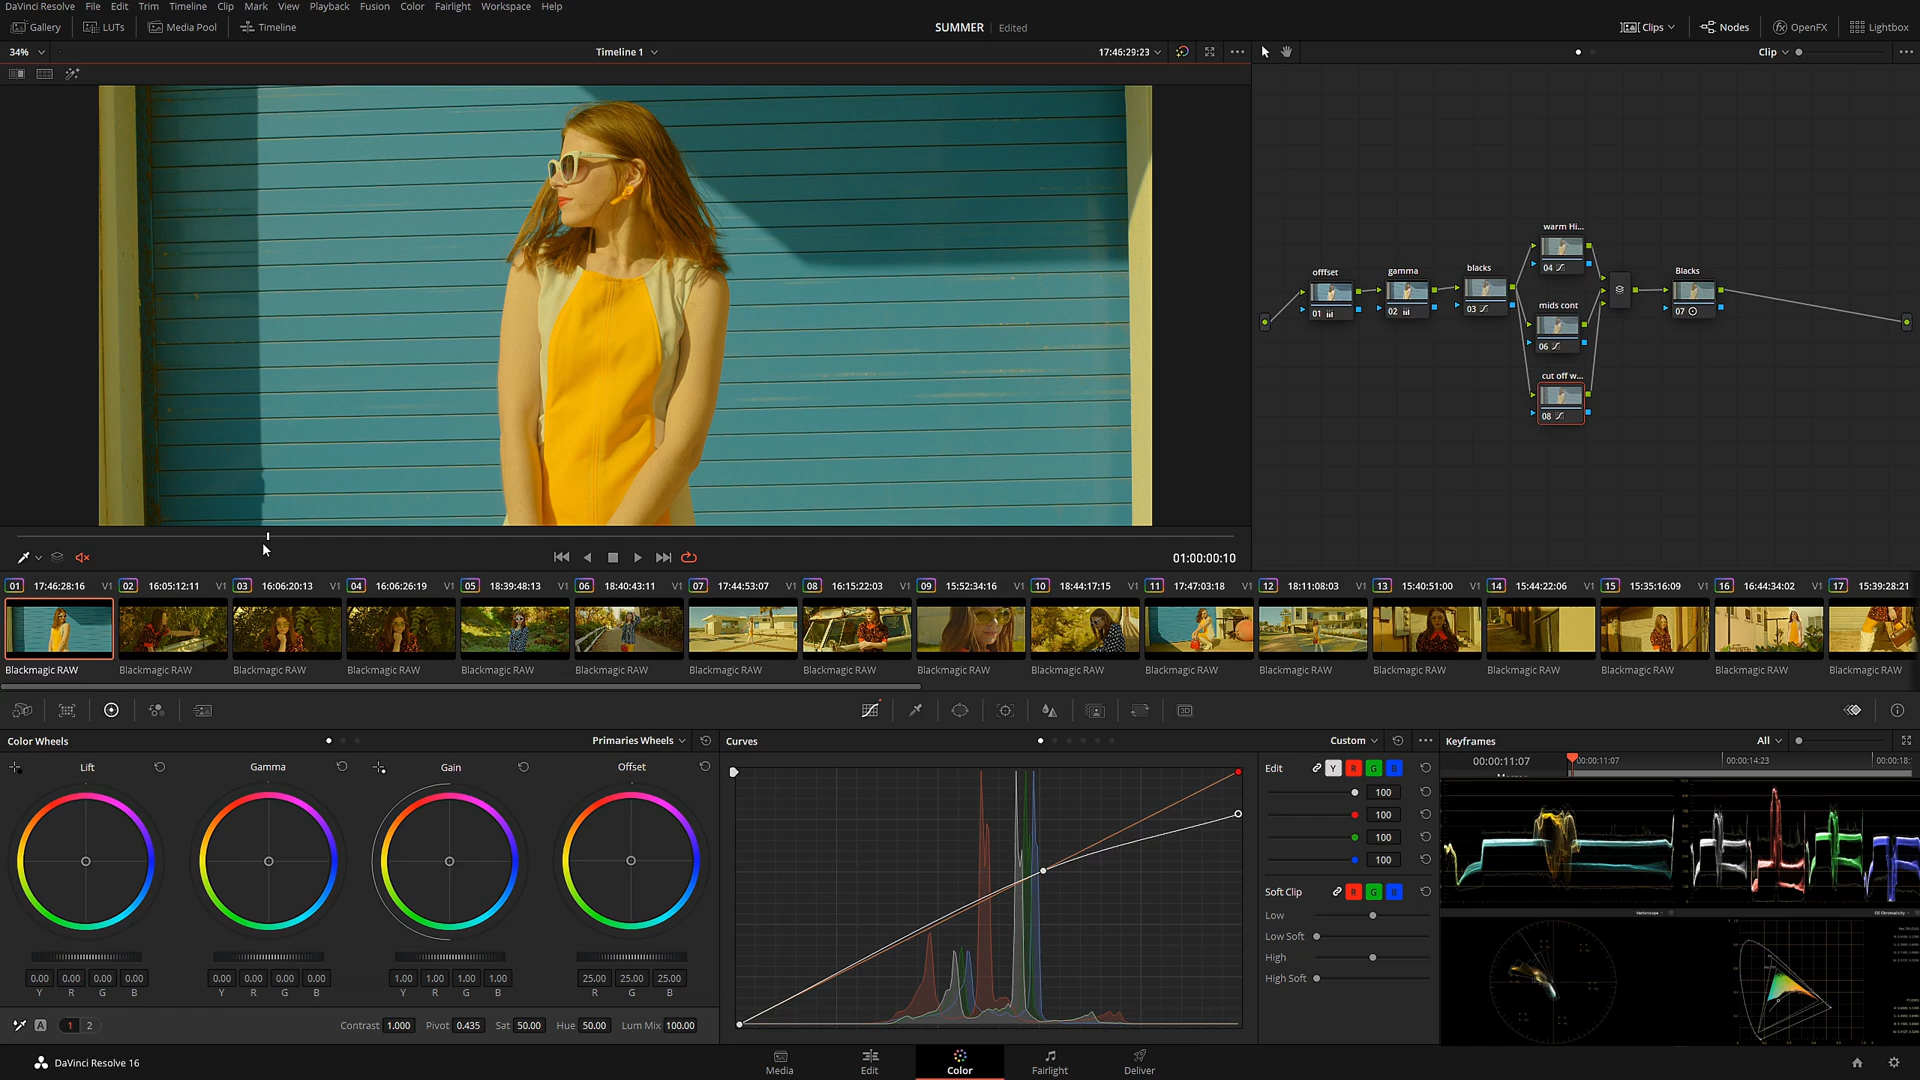 DaVinci Resolve File Edit Trim Timeline Clip Mark View Playback Fusion Color Fairlight Workspace Help
Gallery LUTs Media Pool Timeline SUMMER Edited Clips Nodes OpenFX Lightbox
34% Timeline 1 17:46:29:23 Clip
warm Hi...
04
offfset gamma blacks Blacks
01 02 03 07
mids cont
06
cut off w...
08
01:00:00:10
01 17:46:28:16 V1 02 16:05:12:11 V1 03 16:06:20:13 V1 04 16:06:26:19 V1 05 18:39:48:13 V1 06 18:40:43:11 V1 07 17:44:53:07 V1 08 16:15:22:03 V1 09 15:52:34:16 V1 10 18:44:17:15 V1 11 17:47:03:18 V1 12 18:11:08:03 V1 13 15:40:51:00 V1 14 15:44:22:06 V1 15 15:35:16:09 V1 16 16:44:34:02 V1 17 15:39:28:21
Blackmagic RAW Blackmagic RAW Blackmagic RAW Blackmagic RAW Blackmagic RAW Blackmagic RAW Blackmagic RAW Blackmagic RAW Blackmagic RAW Blackmagic RAW Blackmagic RAW Blackmagic RAW Blackmagic RAW Blackmagic RAW Blackmagic RAW Blackmagic RAW Blackmagic RAW
3D
Color Wheels Primaries Wheels Curves Custom Keyframes All
Lift Gamma Gain Offset Edit Y R G B 00:00:11:07 00:00:11:07 00:00:14:23 00:00:18:
100
100
100
100
Soft Clip R G B
Low
Low Soft
High
High Soft
0.00 0.00 0.00 0.00 0.00 0.00 0.00 0.00 1.00 1.00 1.00 1.00 25.00 25.00 25.00
Y R G B Y R G B Y R G B R G B
A 1 2 Contrast 1.000 Pivot 0.435 Sat 50.00 Hue 50.00 Lum Mix 100.00
DaVinci Resolve 16 Media Edit Color Fairlight Deliver